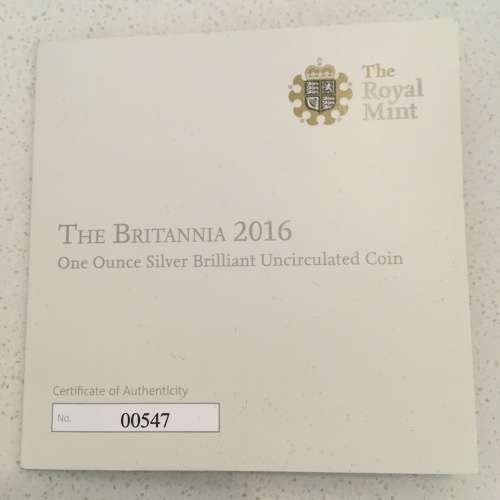 The
Royal
Mint
THE BRITANNIA 2016
One Ounce Silver Brilliant Uncirculated Coin
Certificate of Authenticity
No. 00547